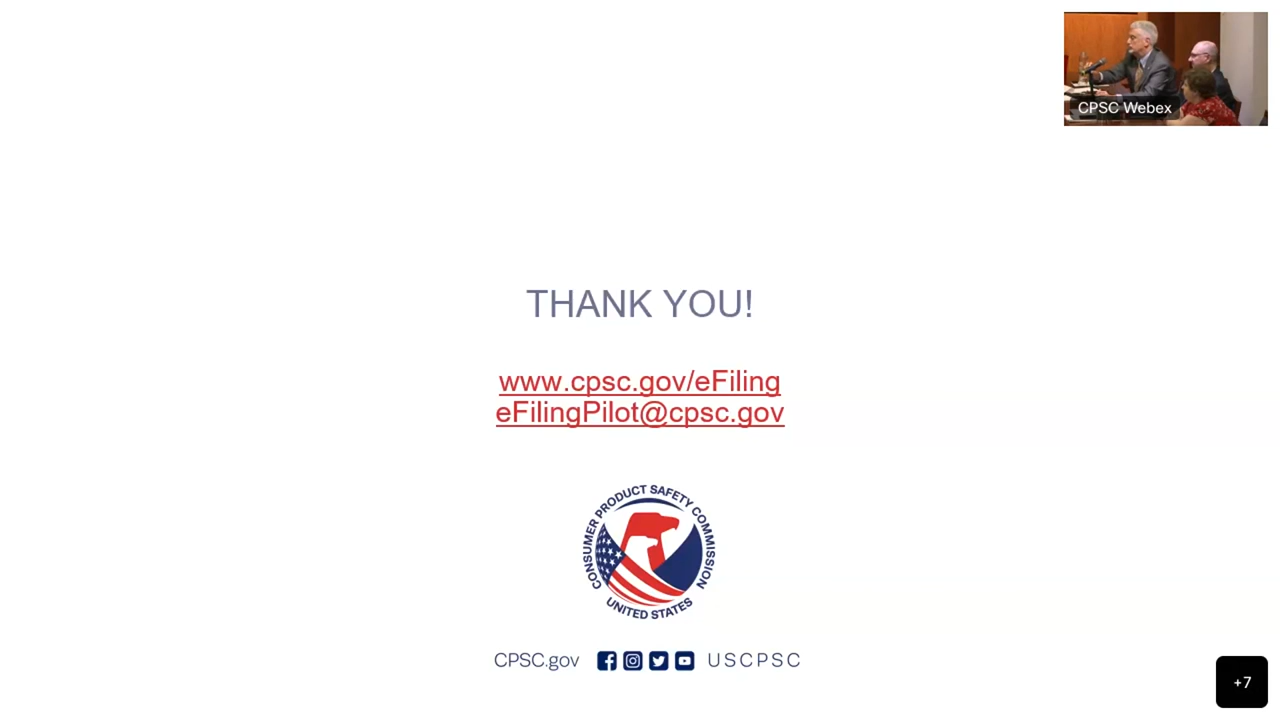 CPSC Webex
THANK YOU!
www.cpsc.gov/eFiling
eFilingPilot@cpsc.gov
CONSUMER PRODUCT SAFETY COMMISSION
UNITED STATES
CPSC.gov USCPSC
+7